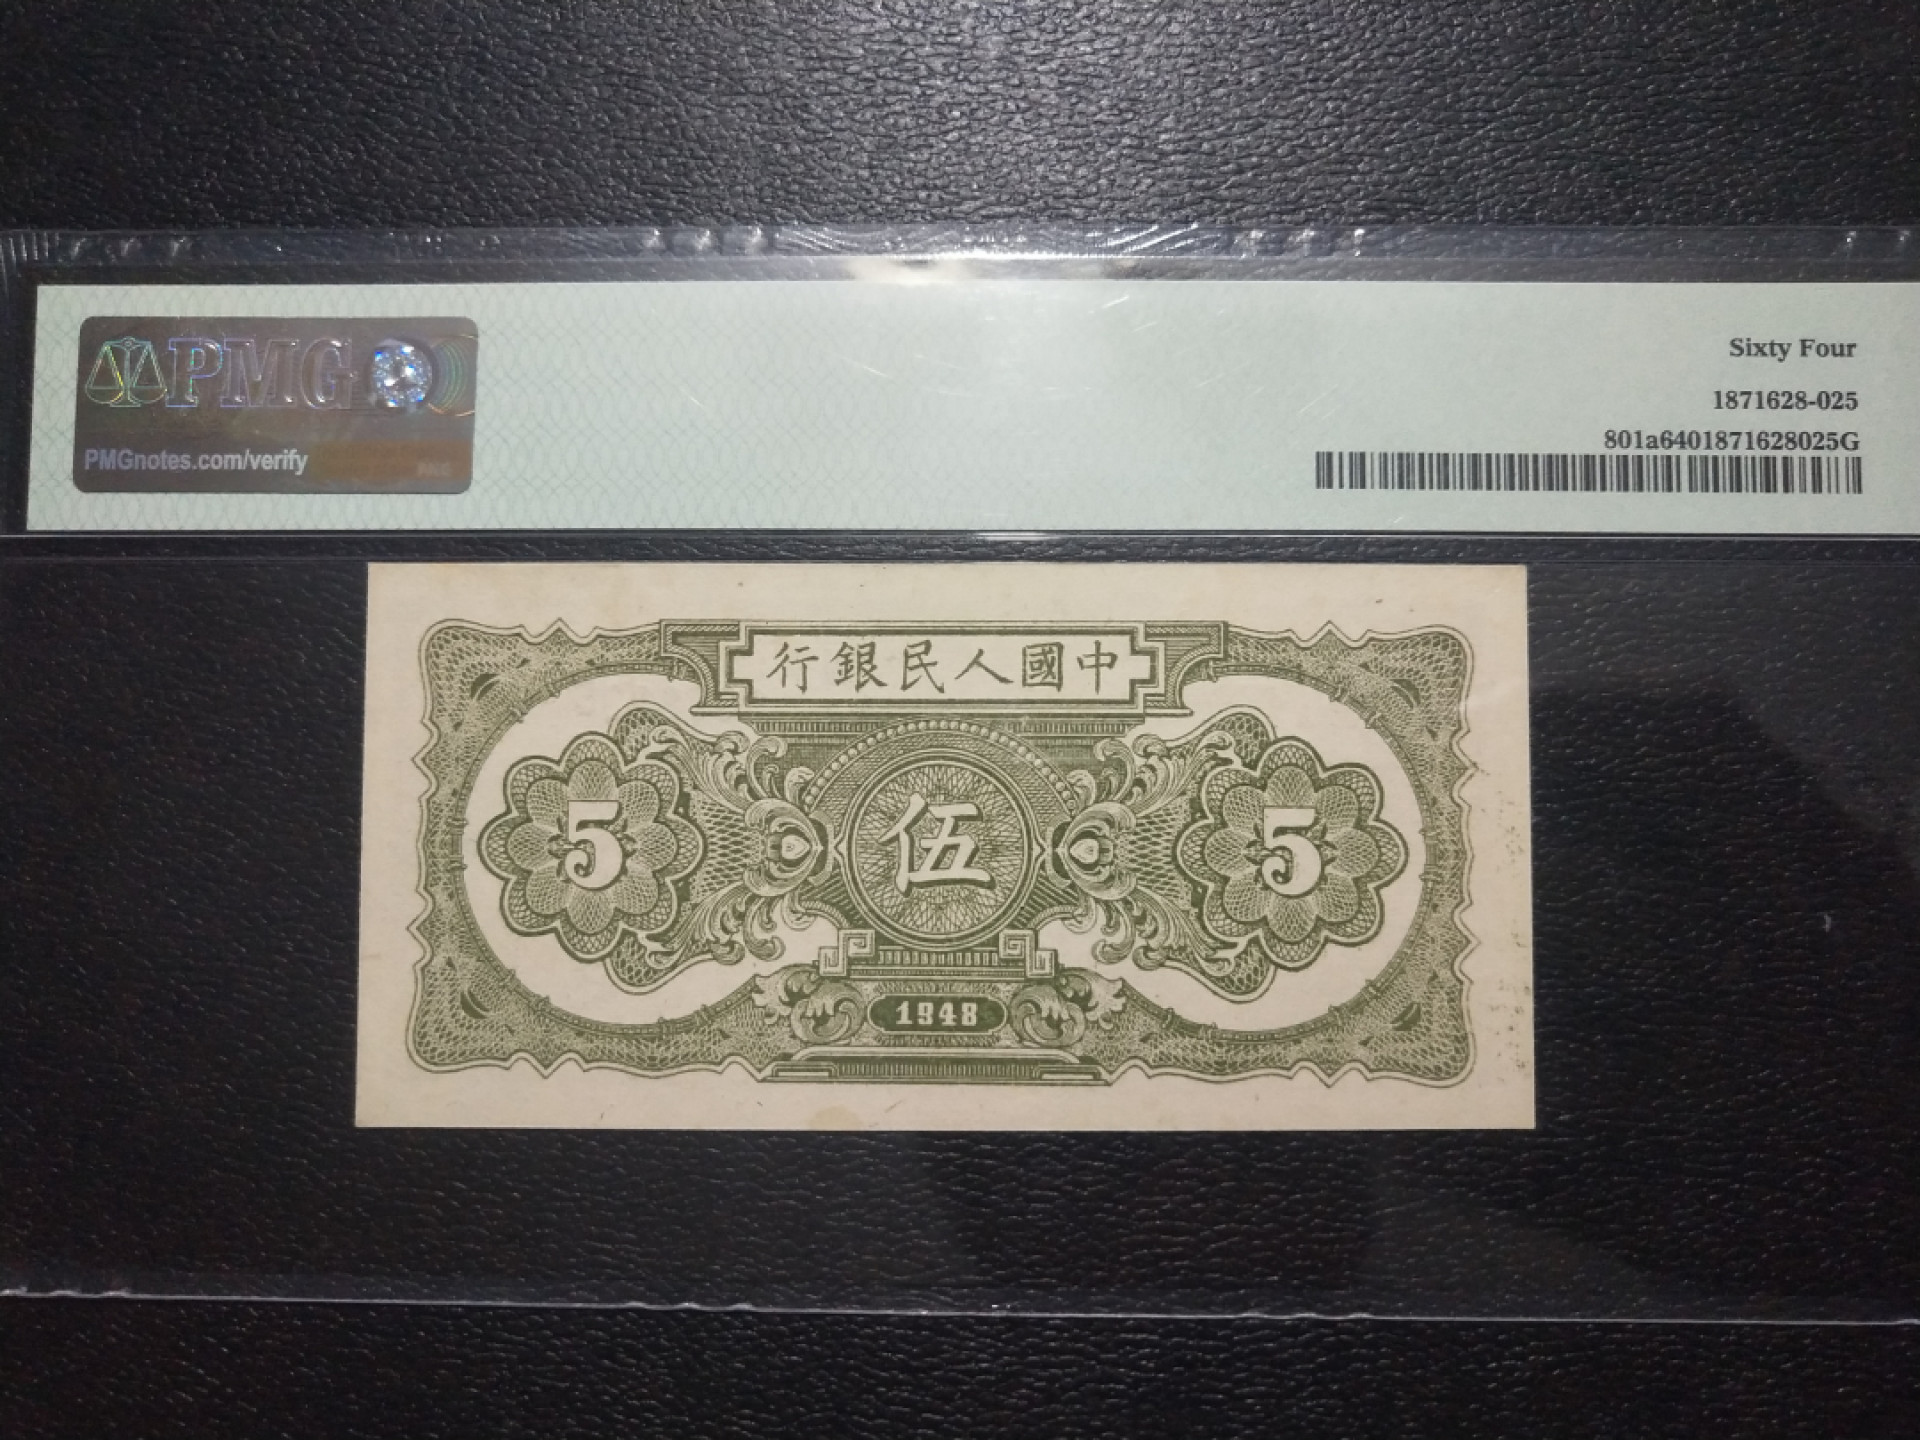 PMG
PMGnotes.com/verify
Sixty Four
1871628-025
801a6401871628025G
行銀民人國中
5 伍 5
1948